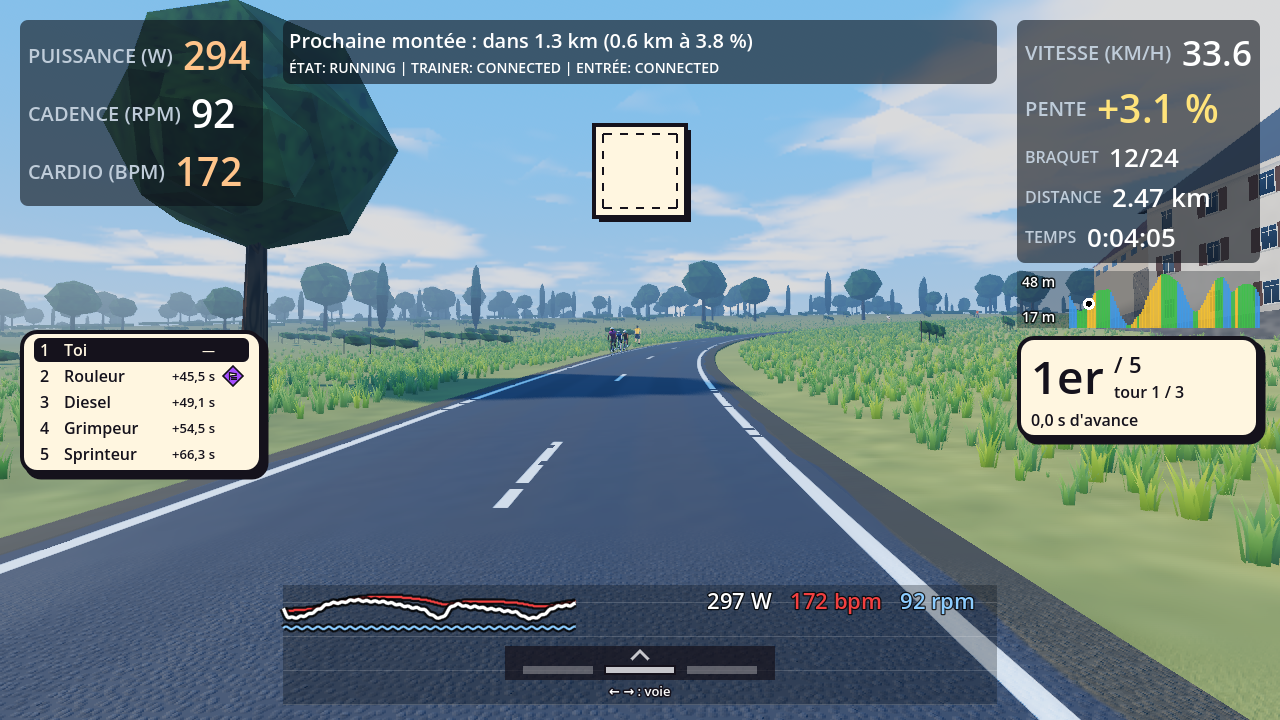 PUISSANCE (W) 294
CADENCE (RPM) 92
CARDIO (BPM) 172
Prochaine montée : dans 1.3 km (0.6 km à 3.8 %)
ÉTAT: RUNNING | TRAINER: CONNECTED | ENTRÉE: CONNECTED
VITESSE (KM/H) 33.6
PENTE +3.1 %
BRAQUET 12/24
DISTANCE 2.47 km
TEMPS 0:04:05
48 m
17 m
1 Toi —
2 Rouleur +45,5 s
3 Diesel +49,1 s
4 Grimpeur +54,5 s
5 Sprinteur +66,3 s
1er / 5
tour 1 / 3
0,0 s d'avance
297 W 172 bpm 92 rpm
← → : voie